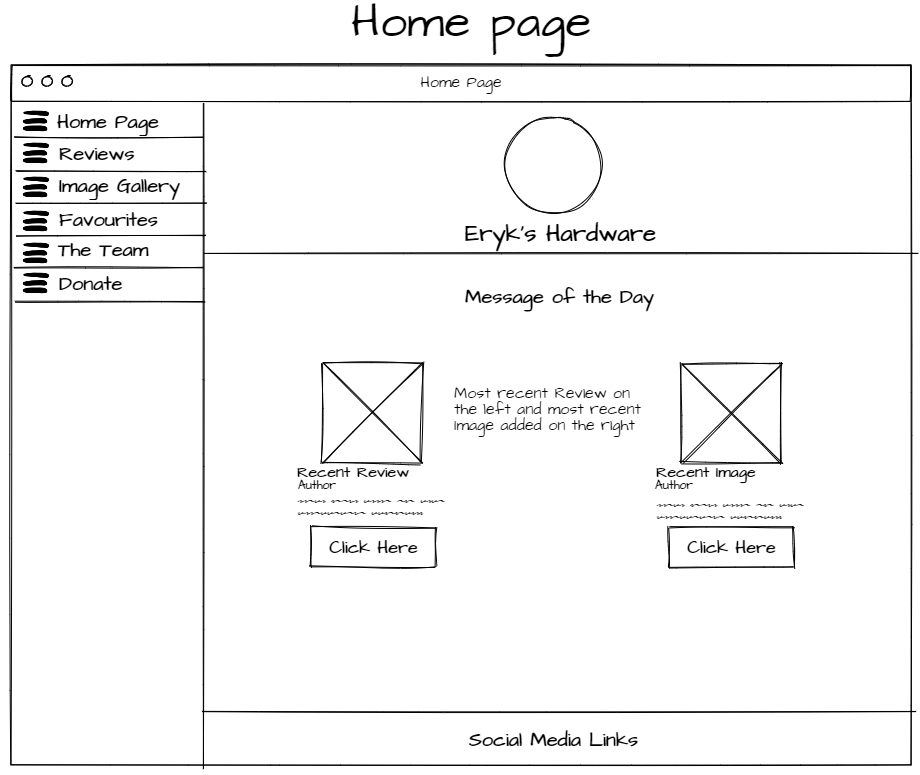 Home page
Home Page
Home Page
Reviews
Image Gallery
Favourites
The Team
Donate
Eryk's Hardware
Message of the Day
Most recent Review on
the left and most recent
image added on the right
Recent Review
Author
Click Here
Recent Image
Author
Click Here
Social Media Links